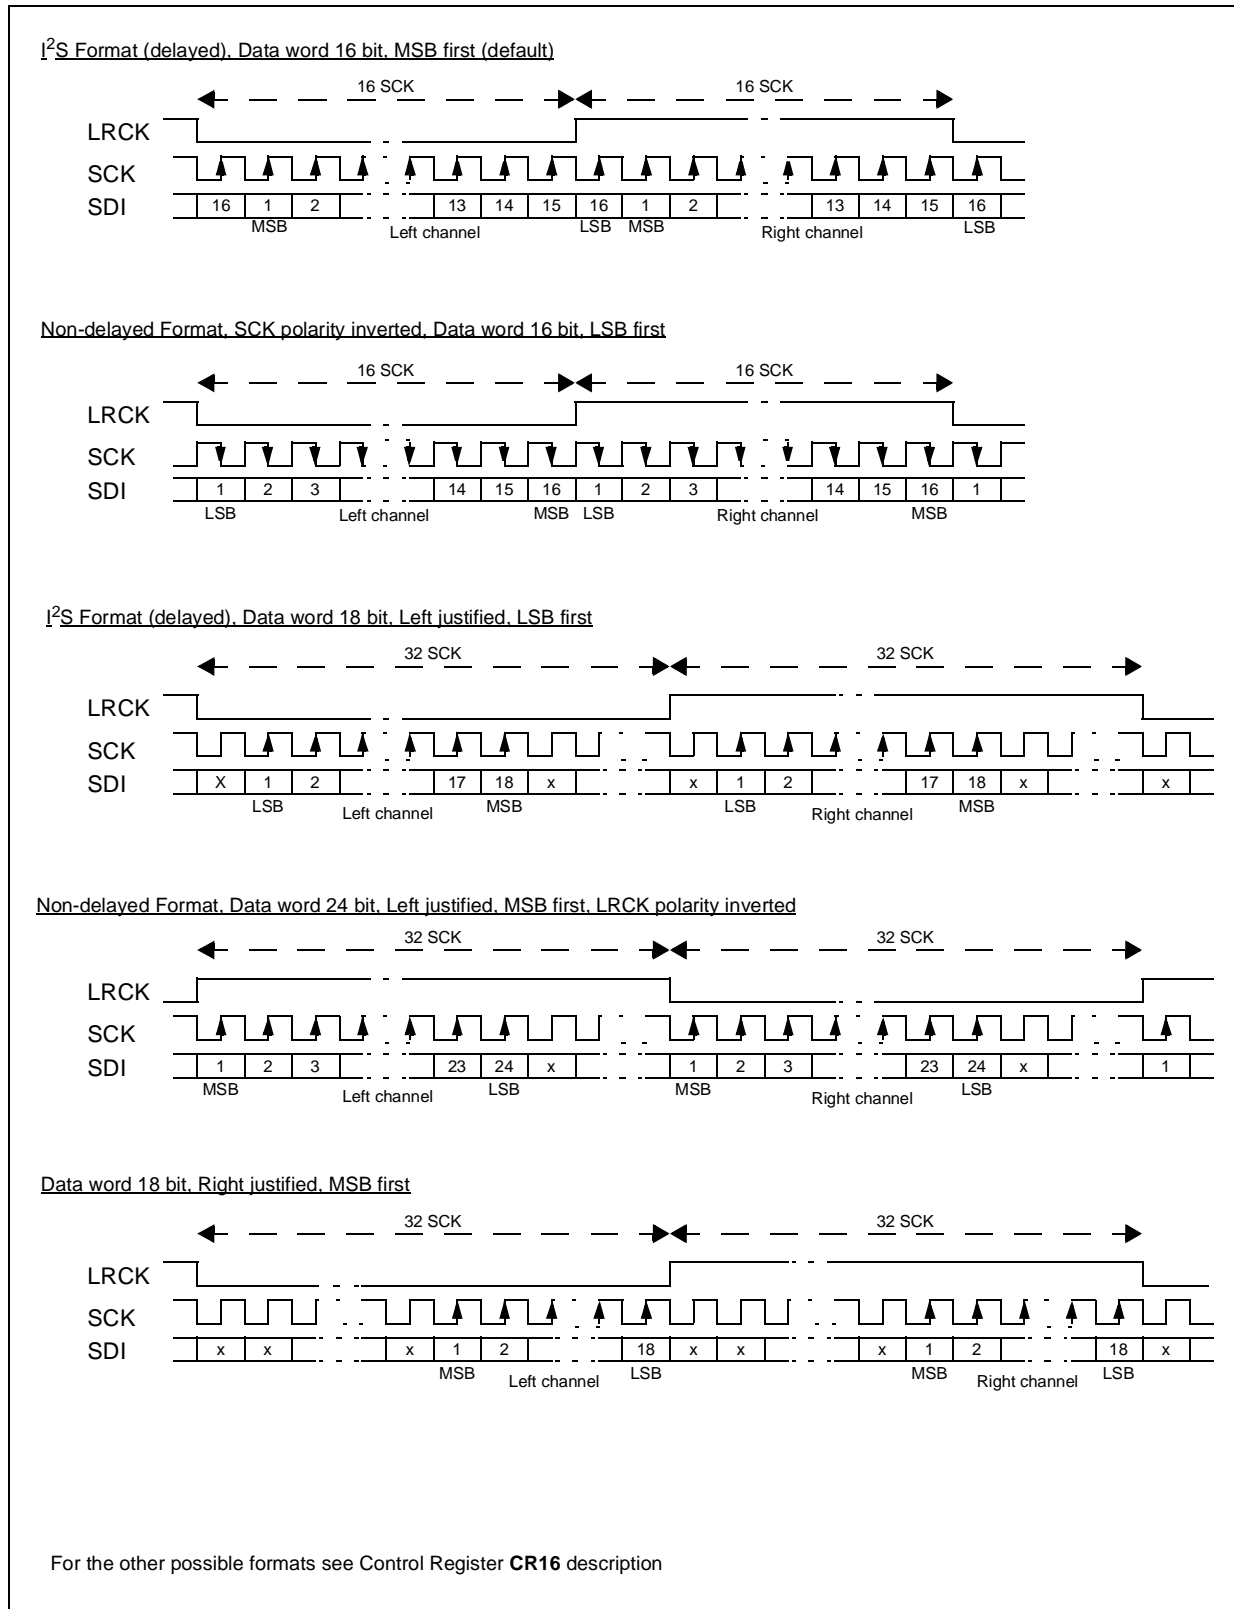 I²S Format (delayed), Data word 16 bit, MSB first (default)
16 SCK 16 SCK
LRCK
SCK
SDI 16 1 2 13 14 15 16 1 2 13 14 15 16
MSB Left channel LSB MSB Right channel LSB
Non-delayed Format, SCK polarity inverted, Data word 16 bit, LSB first
16 SCK 16 SCK
LRCK
SCK
SDI 1 2 3 14 15 16 1 2 3 14 15 16 1
LSB Left channel MSB LSB Right channel MSB
I²S Format (delayed), Data word 18 bit, Left justified, LSB first
32 SCK 32 SCK
LRCK
SCK
SDI X 1 2 17 18 x x 1 2 17 18 x x
LSB Left channel MSB LSB Right channel MSB
Non-delayed Format, Data word 24 bit, Left justified, MSB first, LRCK polarity inverted
32 SCK 32 SCK
LRCK
SCK
SDI 1 2 3 23 24 x 1 2 3 23 24 x 1
MSB Left channel LSB MSB Right channel LSB
Data word 18 bit, Right justified, MSB first
32 SCK 32 SCK
LRCK
SCK
SDI x x x 1 2 18 x x x 1 2 18 x
MSB Left channel LSB MSB Right channel LSB
For the other possible formats see Control Register CR16 description